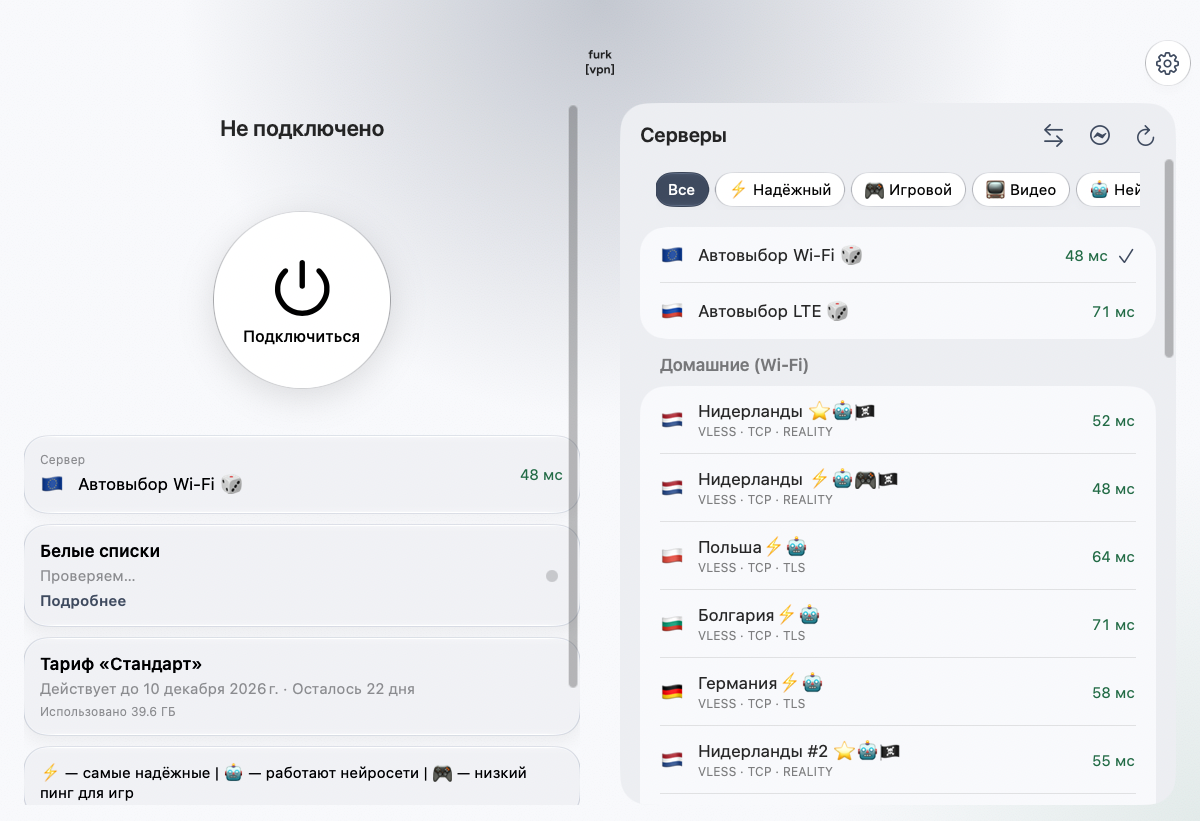 furk
[vpn]
Не подключено
Подключиться
Сервер
Автовыбор Wi-Fi 🎲
48 мс
Белые списки
Проверяем...
Подробнее
Тариф «Стандарт»
Действует до 10 декабря 2026 г. · Осталось 22 дня
Использовано 39.6 ГБ
⚡ — самые надёжные | 🤖 — работают нейросети | 🎮 — низкий
пинг для игр
Серверы
Все
⚡ Надёжный
🎮 Игровой
📺 Видео
🤖 Ней
Автовыбор Wi-Fi 🎲
48 мс
Автовыбор LTE 🎲
71 мс
Домашние (Wi-Fi)
Нидерланды ⭐🤖🏴‍☠️
VLESS · TCP · REALITY
52 мс
Нидерланды ⚡🤖🎮🏴‍☠️
VLESS · TCP · REALITY
48 мс
Польша ⚡🤖
VLESS · TCP · TLS
64 мс
Болгария ⚡🤖
VLESS · TCP · TLS
71 мс
Германия ⚡🤖
VLESS · TCP · TLS
58 мс
Нидерланды #2 ⭐🤖🏴‍☠️
VLESS · TCP · REALITY
55 мс